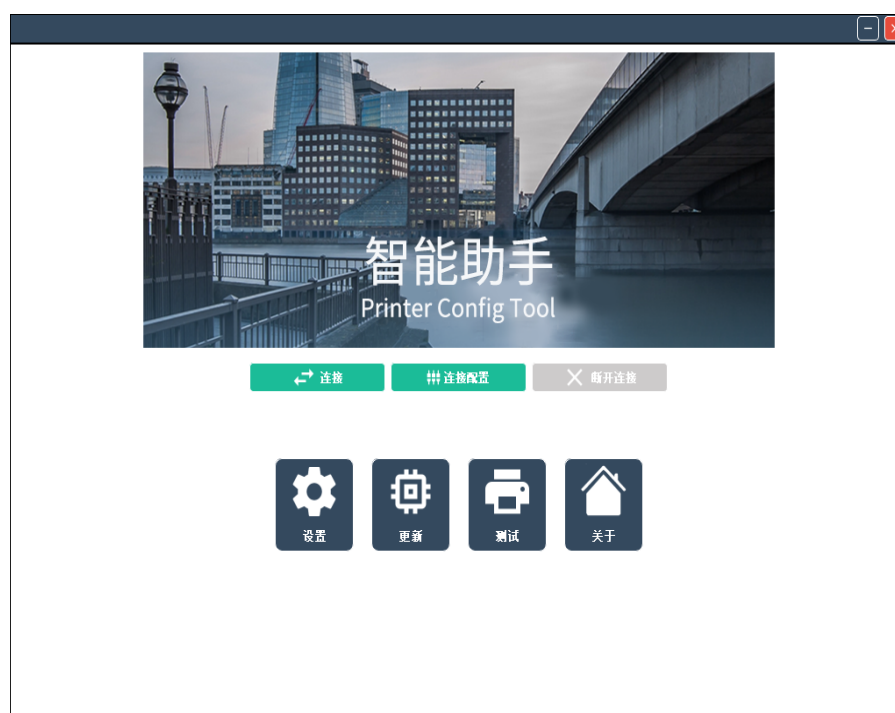 智能助手
Printer Config Tool
连接
连接配置
断开连接
设置
更新
测试
关于